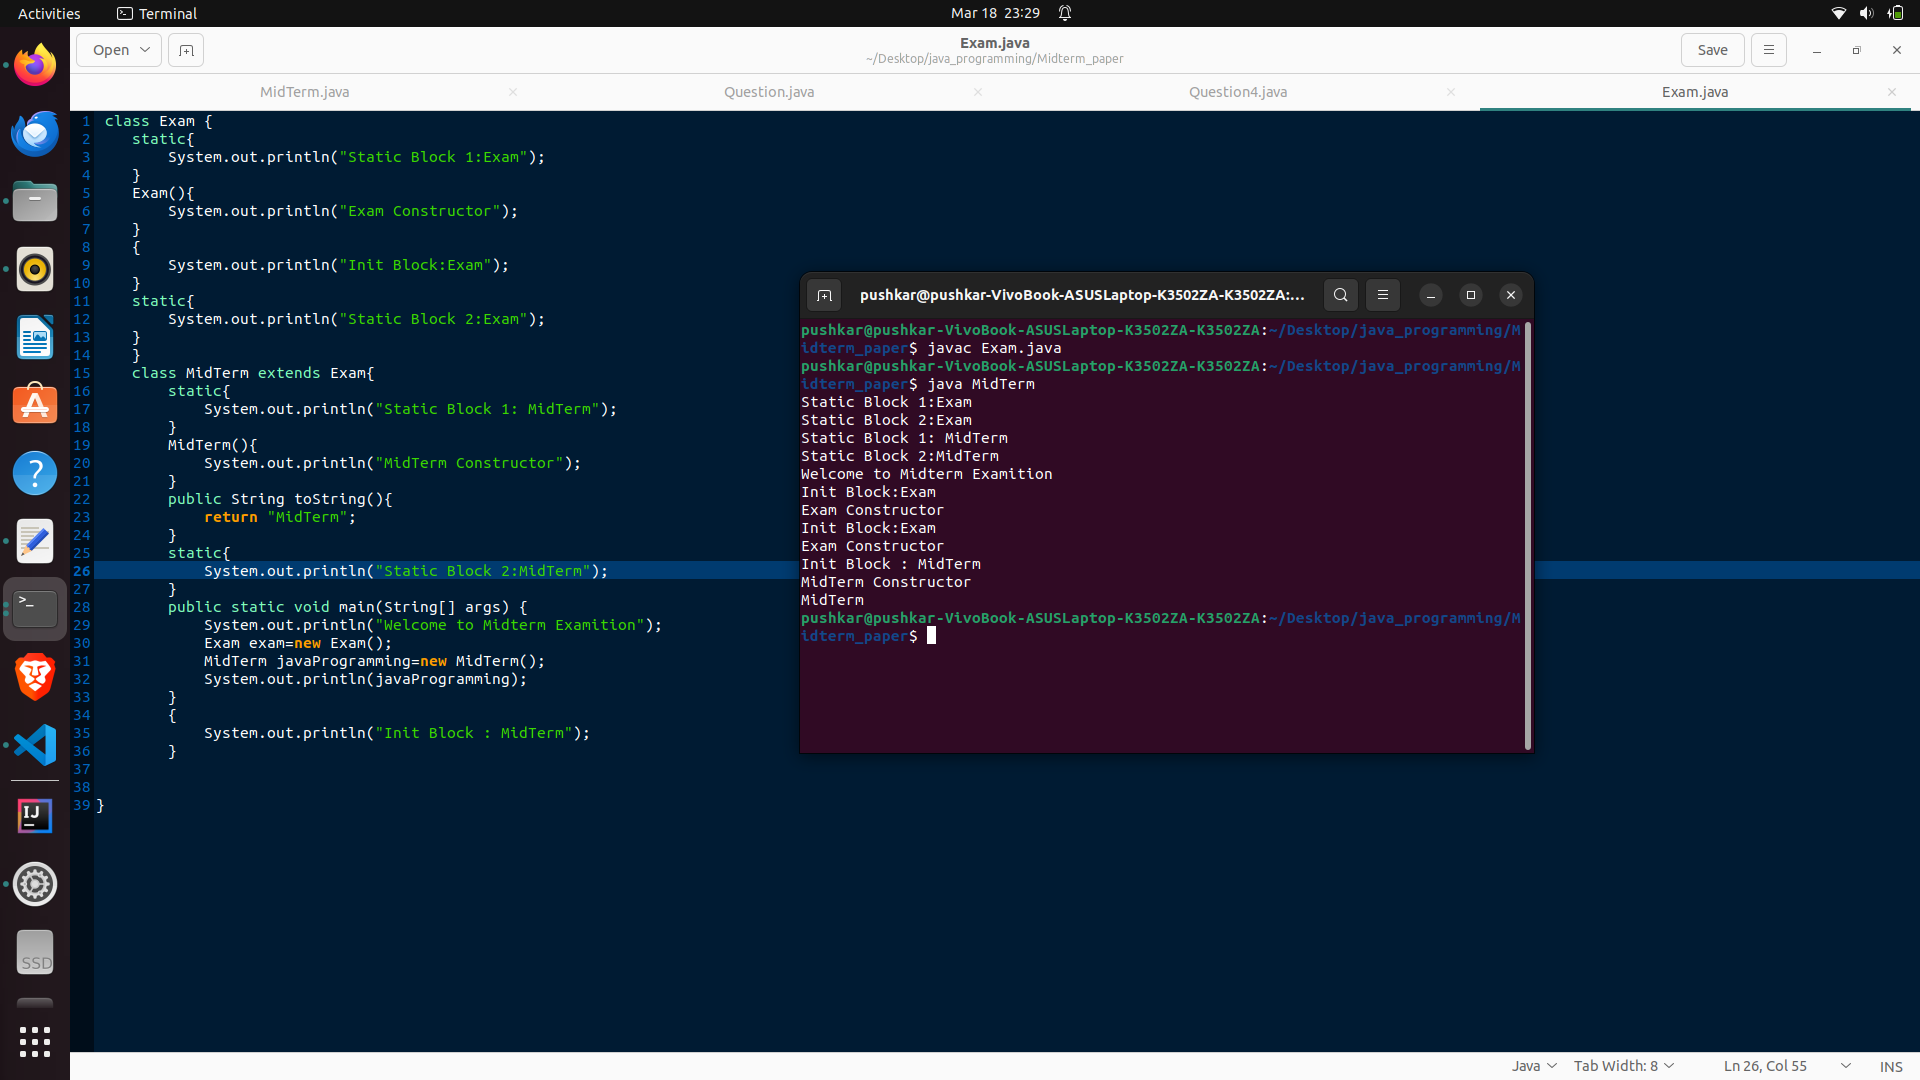 Activities
Terminal
Mar 18 23:29
Open
Exam.java
~/Desktop/java_programming/Midterm_paper
Save
MidTerm.java
Question.java
Question4.java
Exam.java
1 class Exam {
2 static{
3 System.out.println("Static Block 1:Exam");
4 }
5 Exam(){
6 System.out.println("Exam Constructor");
7 }
8 {
9 System.out.println("Init Block:Exam");
10 }
11 static{
12 System.out.println("Static Block 2:Exam");
13 }
14 }
15 class MidTerm extends Exam{
16 static{
17 System.out.println("Static Block 1: MidTerm");
18 }
19 MidTerm(){
20 System.out.println("MidTerm Constructor");
21 }
22 public String toString(){
23 return "MidTerm";
24 }
25 static{
26 System.out.println("Static Block 2:MidTerm");
27 }
28 public static void main(String[] args) {
29 System.out.println("Welcome to Midterm Examition");
30 Exam exam=new Exam();
31 MidTerm javaProgramming=new MidTerm();
32 System.out.println(javaProgramming);
33 }
34 {
35 System.out.println("Init Block : MidTerm");
36 }
37
38
39 }
pushkar@pushkar-VivoBook-ASUSLaptop-K3502ZA-K3502ZA:...
pushkar@pushkar-VivoBook-ASUSLaptop-K3502ZA-K3502ZA:~/Desktop/java_programming/M
idterm_paper$ javac Exam.java
pushkar@pushkar-VivoBook-ASUSLaptop-K3502ZA-K3502ZA:~/Desktop/java_programming/M
idterm_paper$ java MidTerm
Static Block 1:Exam
Static Block 2:Exam
Static Block 1: MidTerm
Static Block 2:MidTerm
Welcome to Midterm Examition
Init Block:Exam
Exam Constructor
Init Block:Exam
Exam Constructor
Init Block : MidTerm
MidTerm Constructor
MidTerm
pushkar@pushkar-VivoBook-ASUSLaptop-K3502ZA-K3502ZA:~/Desktop/java_programming/M
idterm_paper$
IJ
SSD
Java
Tab Width: 8
Ln 26, Col 55
INS